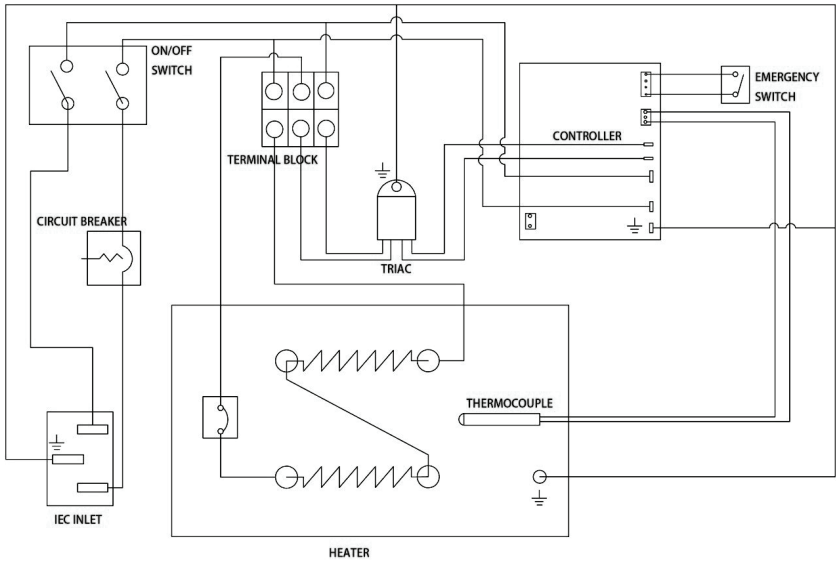 ON/OFF
SWITCH
EMERGENCY
SWITCH
CONTROLLER
TERMINAL BLOCK
CIRCUIT BREAKER
TRIAC
THERMOCOUPLE
IEC INLET
HEATER